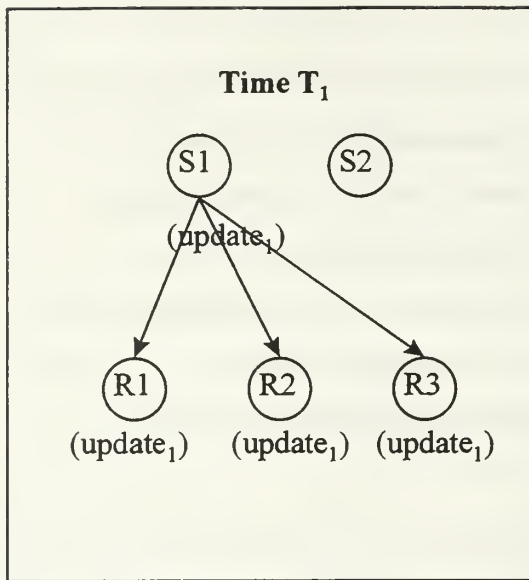 Time T₁
S1 S2
(update₁)
R1 R2 R3
(update₁) (update₁) (update₁)